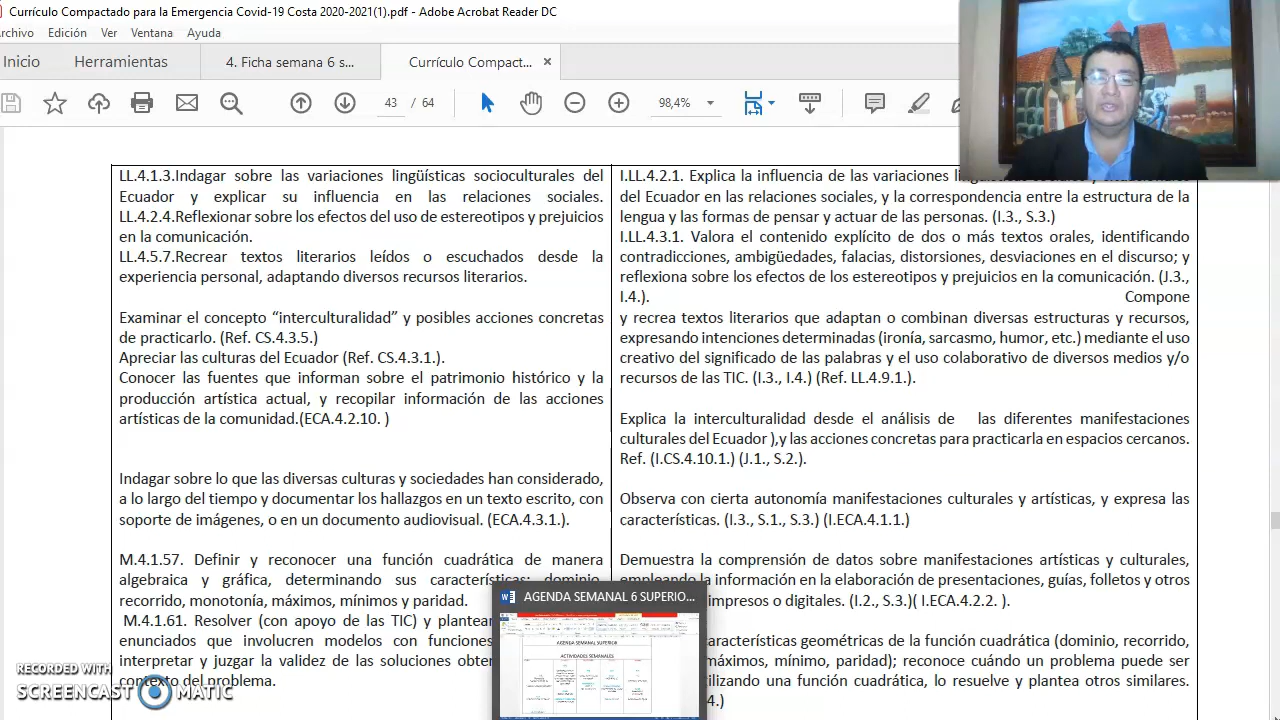 Currículo Compactado para la Emergencia Covid-19 Costa 2020-2021(1).pdf - Adobe Acrobat Reader DC
Archivo Edición Ver Ventana Ayuda
Inicio Herramientas 4. Ficha semana 6 s... Currículo Compact... ×
43 / 64 98,4%
LL.4.1.3.Indagar sobre las variaciones lingüísticas socioculturales del
Ecuador y explicar su influencia en las relaciones sociales.
LL.4.2.4.Reflexionar sobre los efectos del uso de estereotipos y prejuicios
en la comunicación.
LL.4.5.7.Recrear textos literarios leídos o escuchados desde la
experiencia personal, adaptando diversos recursos literarios.
Examinar el concepto “interculturalidad” y posibles acciones concretas
de practicarlo. (Ref. CS.4.3.5.)
Apreciar las culturas del Ecuador (Ref. CS.4.3.1.).
Conocer las fuentes que informan sobre el patrimonio histórico y la
producción artística actual, y recopilar información de las acciones
artísticas de la comunidad.(ECA.4.2.10. )
Indagar sobre lo que las diversas culturas y sociedades han considerado,
a lo largo del tiempo y documentar los hallazgos en un texto escrito, con
soporte de imágenes, o en un documento audiovisual. (ECA.4.3.1.).
M.4.1.57. Definir y reconocer una función cuadrática de manera
algebraica y gráfica, determinando sus características: dominio,
recorrido, monotonía, máximos, mínimos y paridad.
M.4.1.61. Resolver (con apoyo de las TIC) y plantear
enunciados que involucren modelos con funciones
interpretar y juzgar la validez de las soluciones
contexto del problema.
I.LL.4.2.1. Explica la influencia de las variaciones
del Ecuador en las relaciones sociales, y la correspondencia entre la estructura de la
lengua y las formas de pensar y actuar de las personas. (I.3., S.3.)
I.LL.4.3.1. Valora el contenido explícito de dos o más textos orales, identificando
contradicciones, ambigüedades, falacias, distorsiones, desviaciones en el discurso; y
reflexiona sobre los efectos de los estereotipos y prejuicios en la comunicación. (J.3.,
I.4.). Compone
y recrea textos literarios que adaptan o combinan diversas estructuras y recursos,
expresando intenciones determinadas (ironía, sarcasmo, humor, etc.) mediante el uso
creativo del significado de las palabras y el uso colaborativo de diversos medios y/o
recursos de las TIC. (I.3., I.4.) (Ref. LL.4.9.1.).
Explica la interculturalidad desde el análisis de las diferentes manifestaciones
culturales del Ecuador ),y las acciones concretas para practicarla en espacios cercanos.
Ref. (I.CS.4.10.1.) (J.1., S.2.).
Observa con cierta autonomía manifestaciones culturales y artísticas, y expresa las
características. (I.3., S.1., S.3.) (I.ECA.4.1.1.)
Demuestra la comprensión de datos sobre manifestaciones artísticas y culturales,
empleando la información en la elaboración de presentaciones, guías, folletos y otros
impresos o digitales. (I.2., S.3.)( I.ECA.4.2.2. ).
características geométricas de la función cuadrática (dominio, recorrido,
máximos, mínimo, paridad); reconoce cuándo un problema puede ser
utilizando una función cuadrática, lo resuelve y plantea otros similares.
4.)
AGENDA SEMANAL 6 SUPERIO...
AGENDA SEMANAL SUPERIOR
ACTIVIDADES SEMANALES
RECORDED WITH
SCREENCAST MATIC